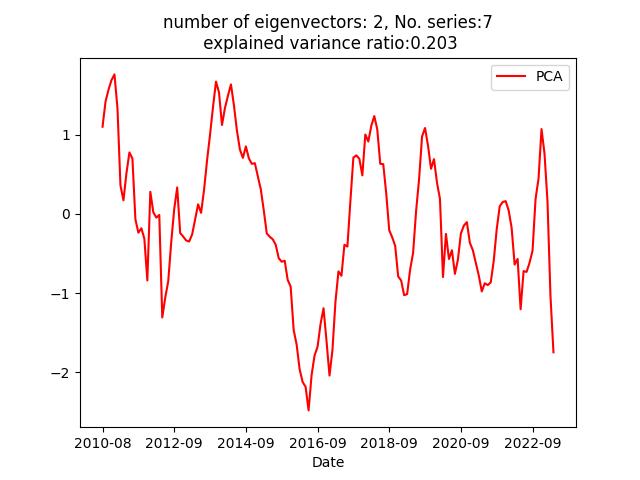 number of eigenvectors: 2, No. series:7
explained variance ratio:0.203
PCA
1
0
−1
−2
2010-08 2012-09 2014-09 2016-09 2018-09 2020-09 2022-09
Date